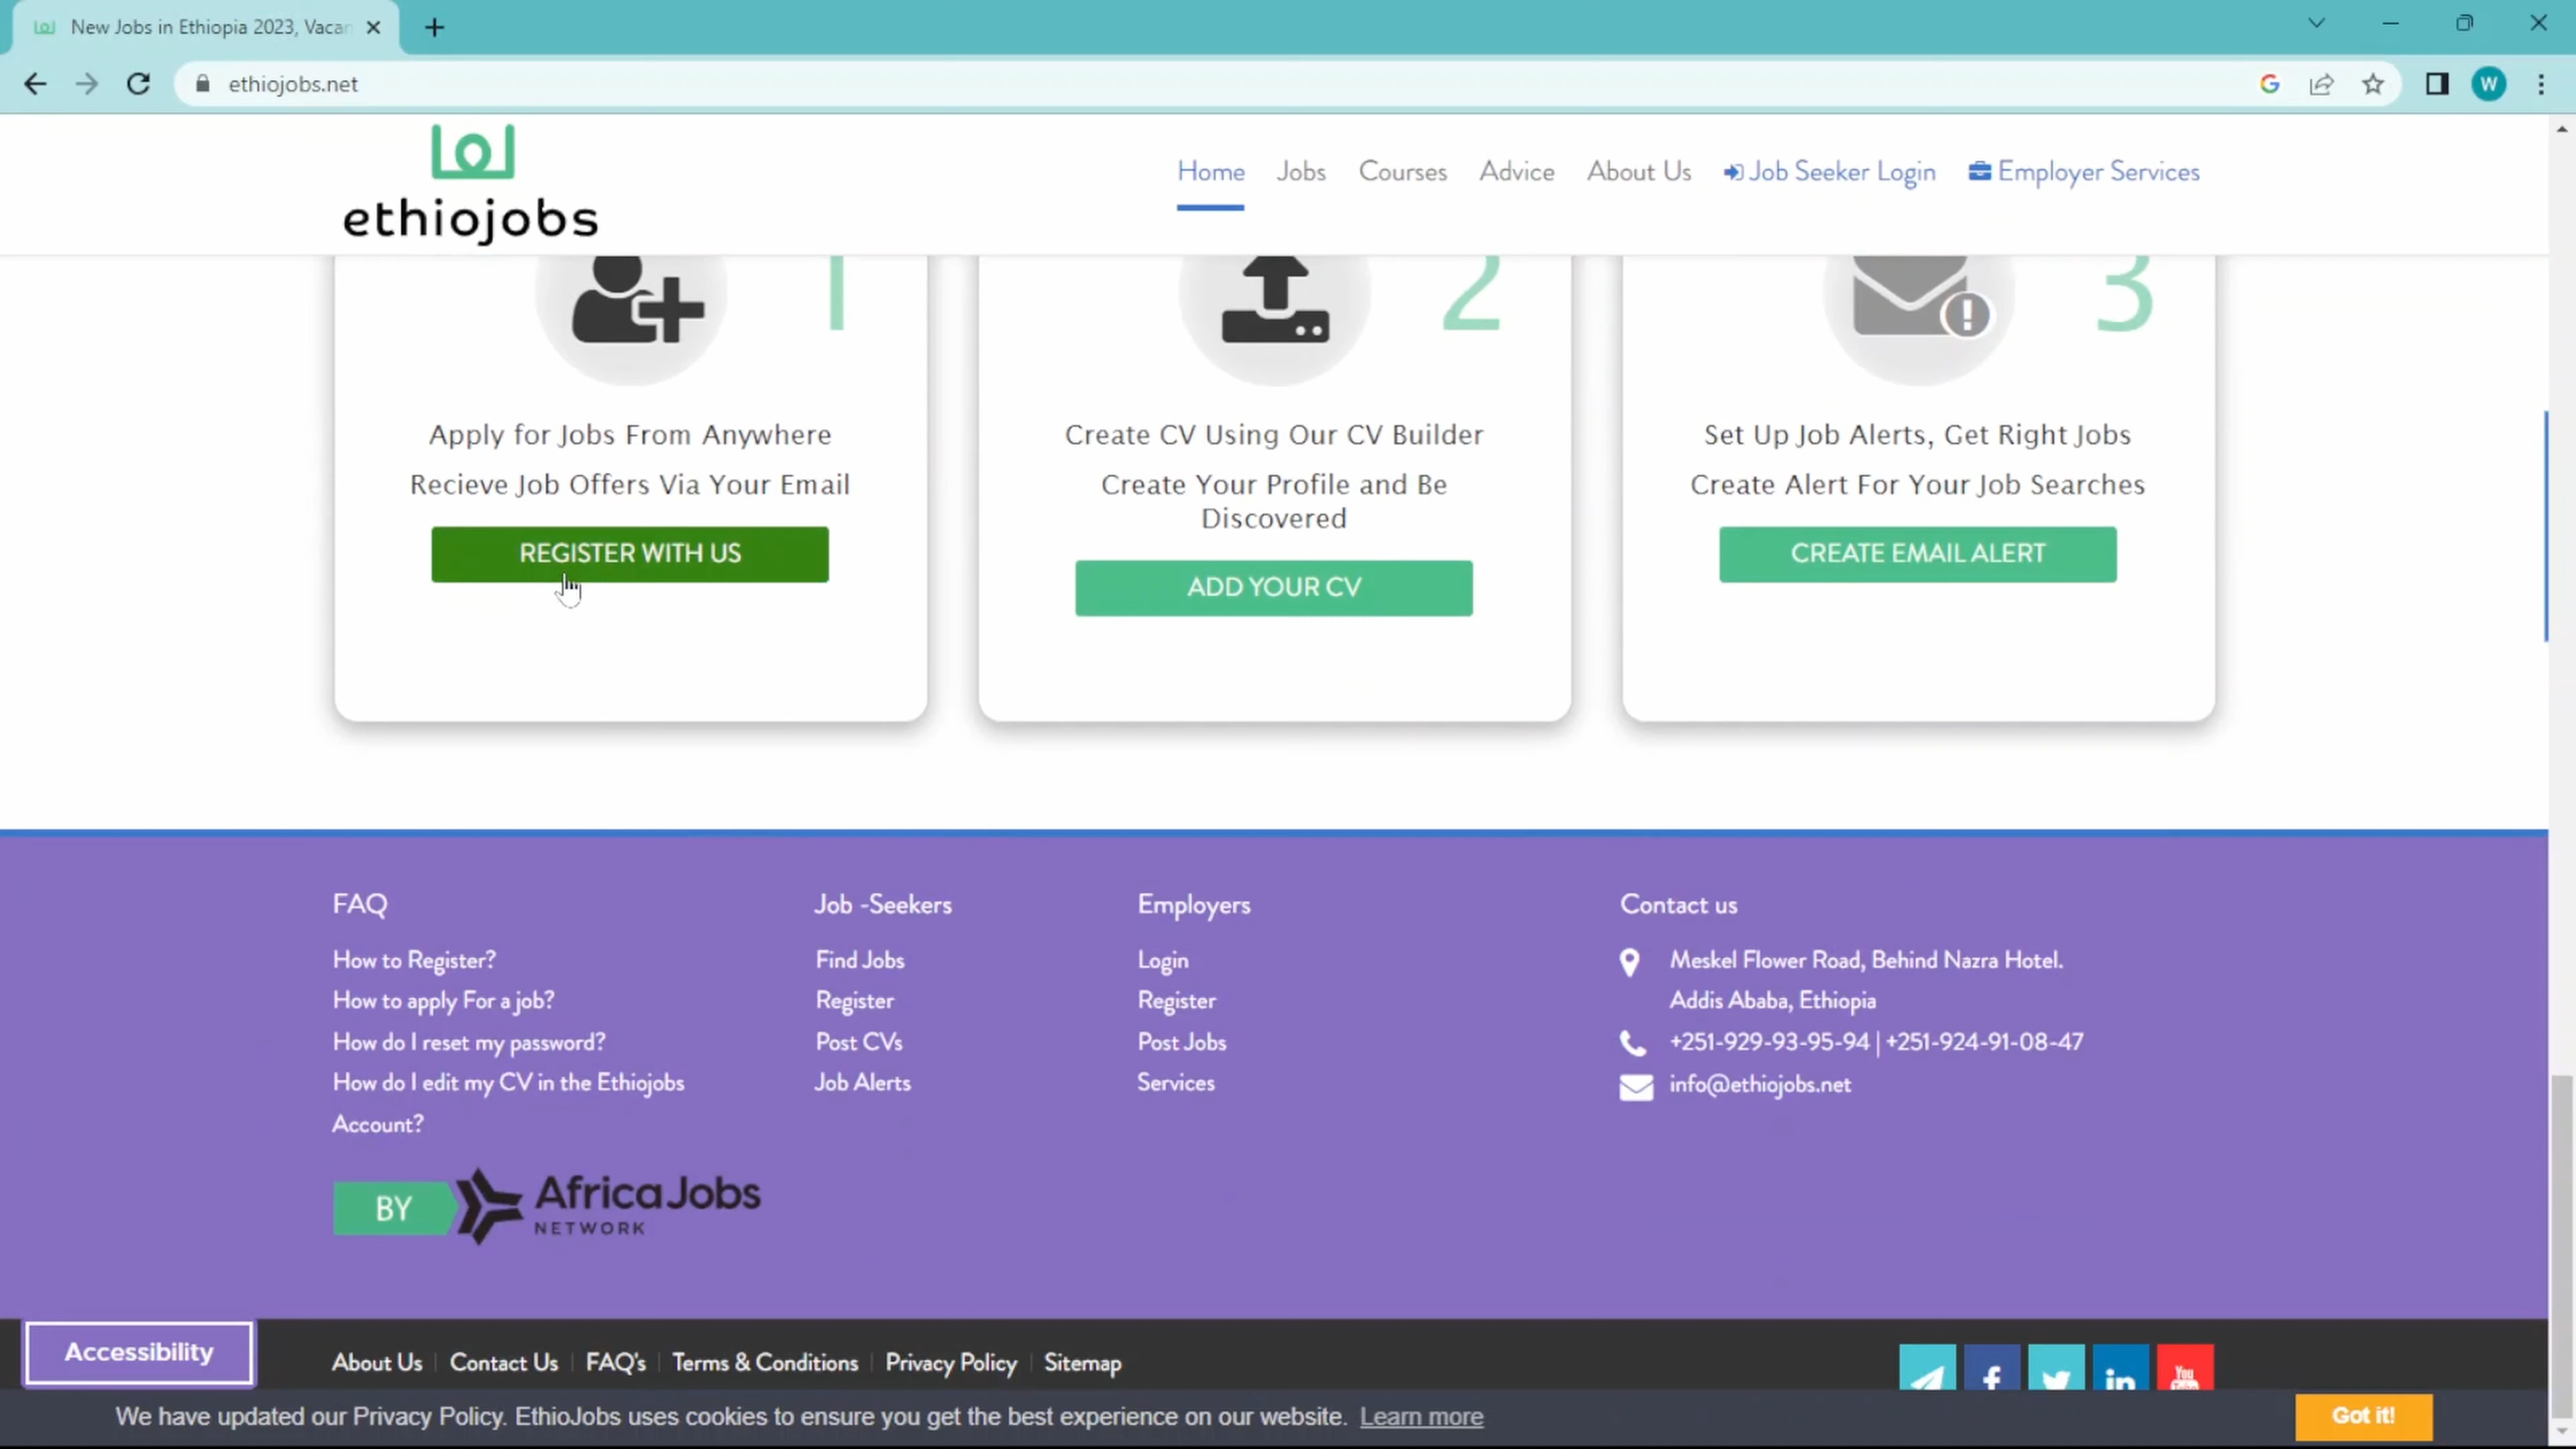 New Jobs in Ethiopia 2023, Vacan
ethiojobs.net
W
ethiojobs
Home Jobs Courses Advice About Us Job Seeker Login Employer Services
1
Apply for Jobs From Anywhere
Recieve Job Offers Via Your Email
REGISTER WITH US
2
Create CV Using Our CV Builder
Create Your Profile and Be
Discovered
ADD YOUR CV
3
Set Up Job Alerts, Get Right Jobs
Create Alert For Your Job Searches
CREATE EMAIL ALERT
FAQ
How to Register?
How to apply For a job?
How do I reset my password?
How do I edit my CV in the Ethiojobs
Account?
Job -Seekers
Find Jobs
Register
Post CVs
Job Alerts
Employers
Login
Register
Post Jobs
Services
Contact us
Meskel Flower Road, Behind Nazra Hotel.
Addis Ababa, Ethiopia
+251-929-93-95-94 | +251-924-91-08-47
info@ethiojobs.net
BY AfricaJobs
NETWORK
Accessibility
About Us Contact Us FAQ's Terms & Conditions Privacy Policy Sitemap
f in You
We have updated our Privacy Policy. EthioJobs uses cookies to ensure you get the best experience on our website. Learn more
Got it!